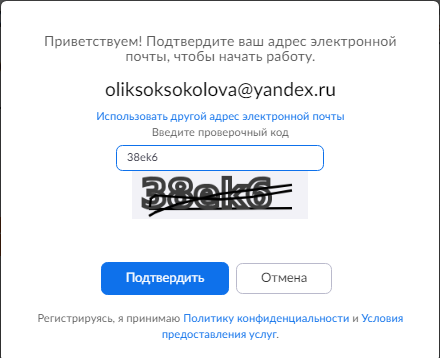 Приветствуем! Подтвердите ваш адрес электронной
почты, чтобы начать работу.
oliksoksokolova@yandex.ru
Использовать другой адрес электронной почты
Введите проверочный код
38ek6
38ek6
Подтвердить Отмена
Регистрируясь, я принимаю Политику конфиденциальности и Условия
предоставления услуг.